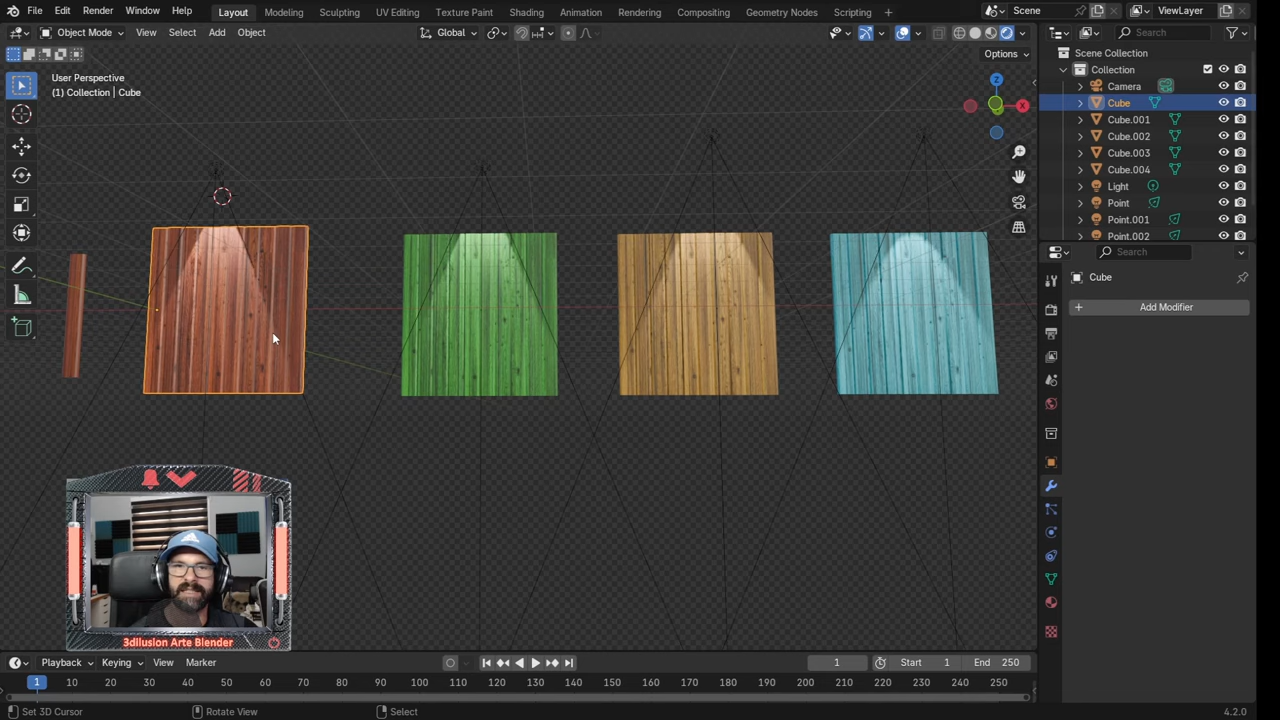 File Edit Render Window Help Layout Modeling Sculpting UV Editing Texture Paint Shading Animation Rendering Compositing Geometry Nodes Scripting + Scene ViewLayer
Object Mode View Select Add Object Global Search
Options
User Perspective
(1) Collection | Cube
Scene Collection
Collection
Camera
Cube
Cube.001
Cube.002
Cube.003
Cube.004
Light
Point
Point.001
Point.002
Search
Cube
+ Add Modifier
Z
X
3dIlusion Arte Blender
Playback Keying View Marker 1 Start 1 End 250
1 10 20 30 40 50 60 70 80 90 100 110 120 130 140 150 160 170 180 190 200 210 220 230 240 250
Set 3D Cursor Rotate View Select 4.2.0